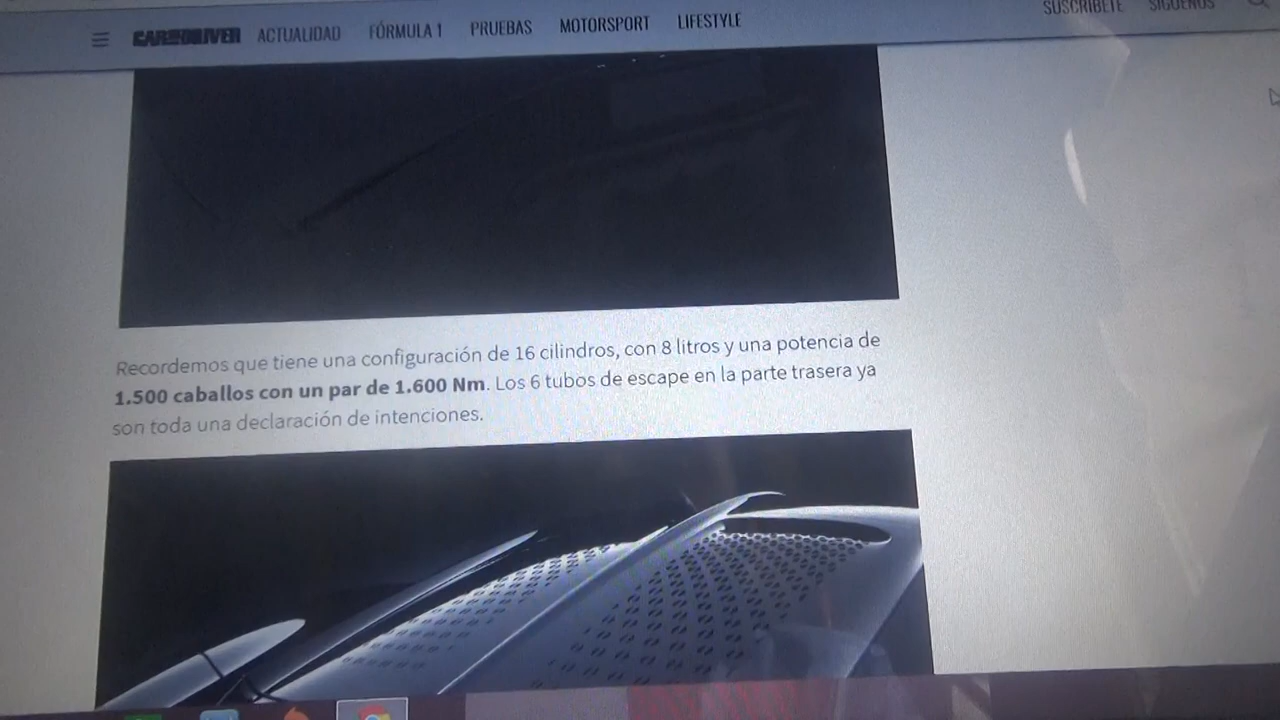 CAR AND DRIVER ACTUALIDAD FÓRMULA 1 PRUEBAS MOTORSPORT LIFESTYLE SUSCRÍBETE SÍGUENOS
Recordemos que tiene una configuración de 16 cilindros, con 8 litros y una potencia de
1.500 caballos con un par de 1.600 Nm. Los 6 tubos de escape en la parte trasera ya
son toda una declaración de intenciones.